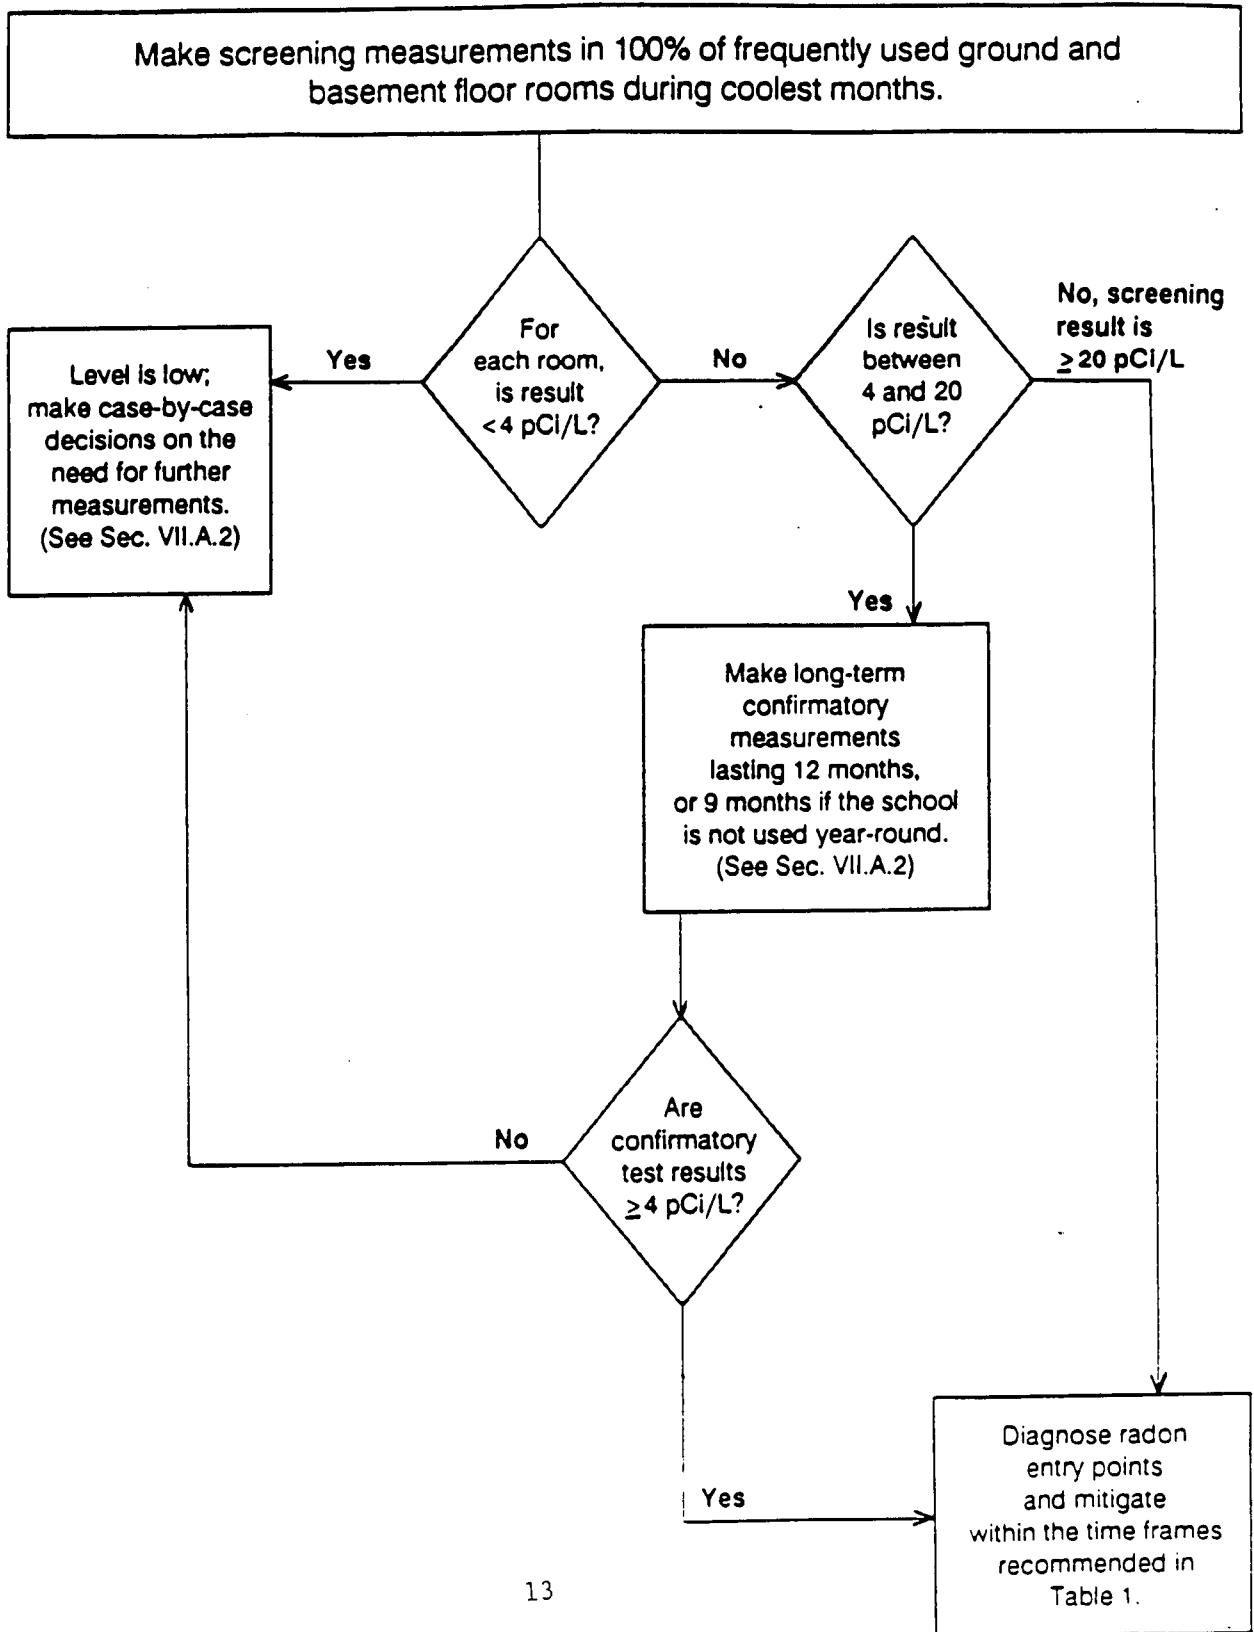 Make screening measurements in 100% of frequently used ground and
basement floor rooms during coolest months.
For
each room,
is result
<4 pCi/L?
Yes
Level is low;
make case-by-case
decisions on the
need for further
measurements.
(See Sec. VII.A.2)
No
Is result
between
4 and 20
pCi/L?
No, screening
result is
≥20 pCi/L
Yes
Make long-term
confirmatory
measurements
lasting 12 months,
or 9 months if the school
is not used year-round.
(See Sec. VII.A.2)
Are
confirmatory
test results
≥4 pCi/L?
No
Yes
Diagnose radon
entry points
and mitigate
within the time frames
recommended in
Table 1.
13